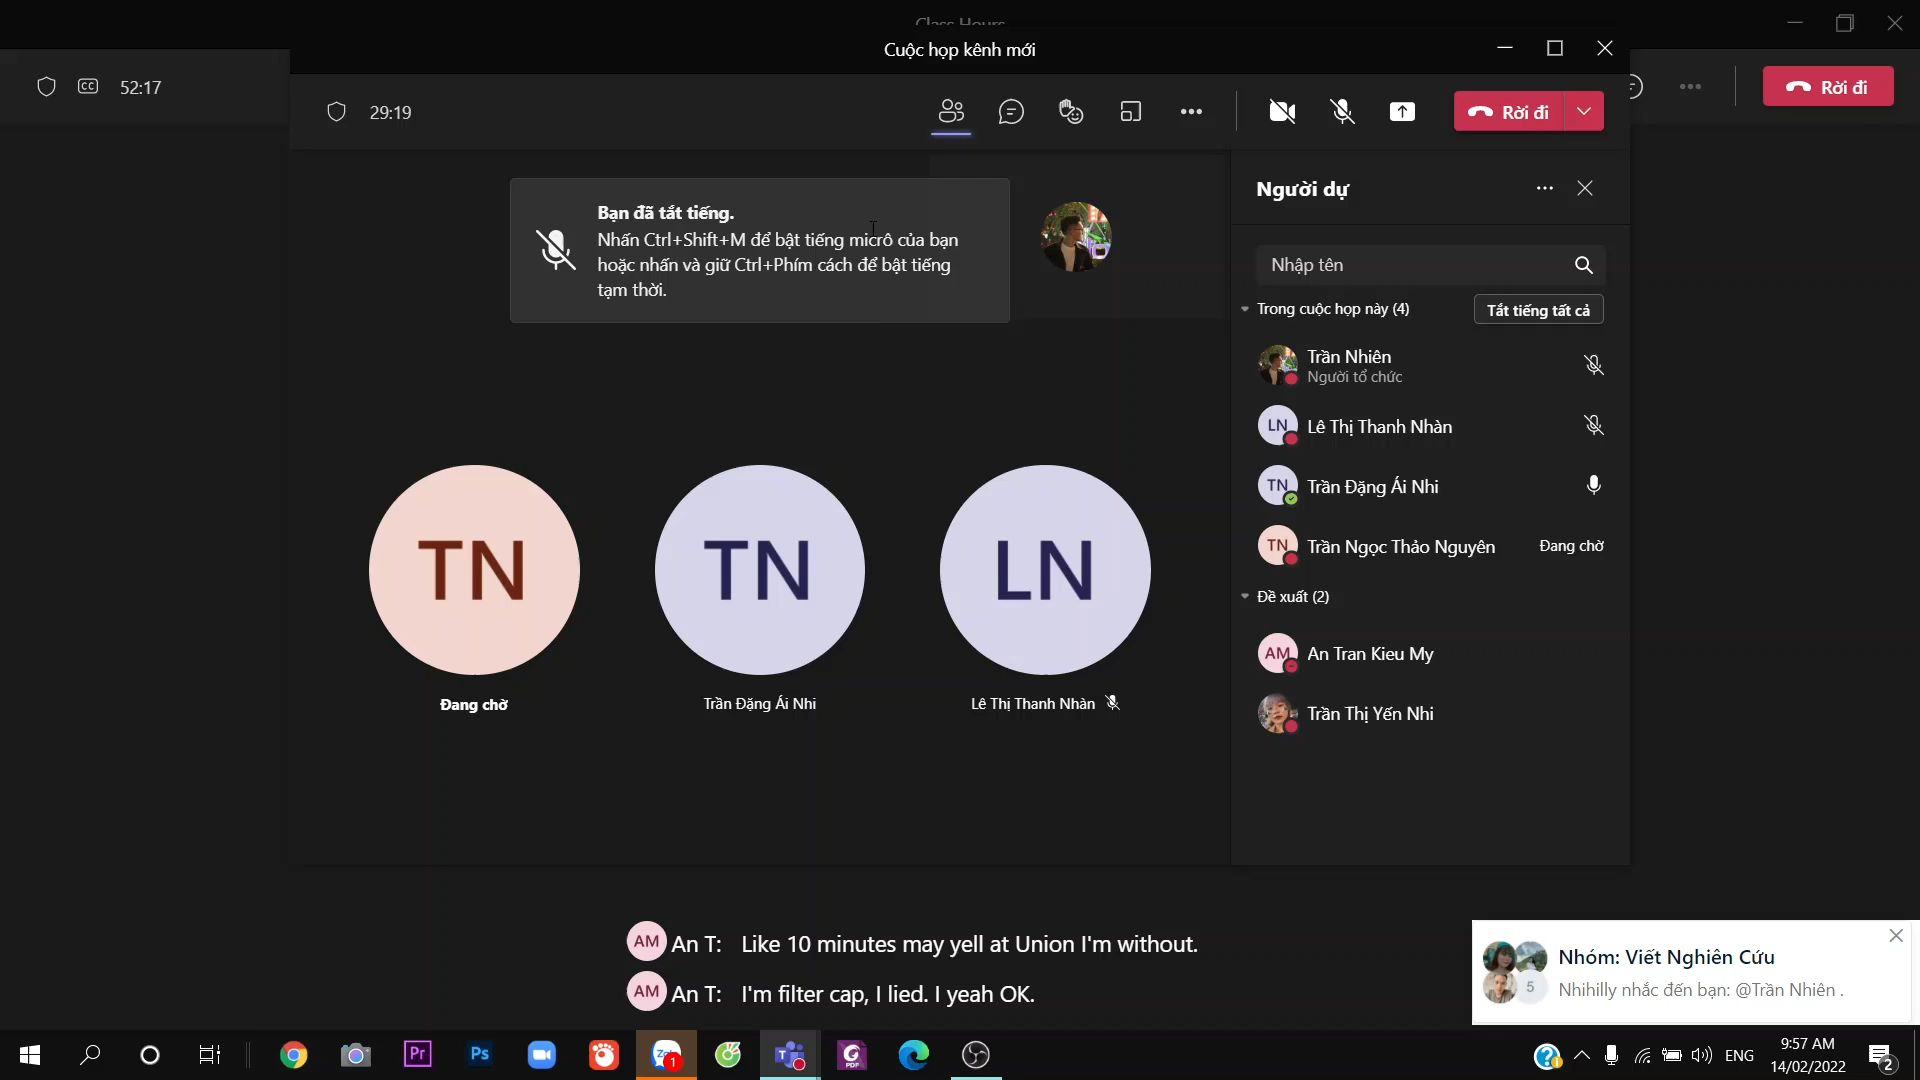 Class Hours
Cuộc họp kênh mới
CC 52:17
Rời đi
29:19
Rời đi
Bạn đã tắt tiếng.
Nhấn Ctrl+Shift+M để bật tiếng micrô của bạn
hoặc nhấn và giữ Ctrl+Phím cách để bật tiếng
tạm thời.
Người dự
Nhập tên
Trong cuộc họp này (4)
Tắt tiếng tất cả
Trần Nhiên
Người tổ chức
LN Lê Thị Thanh Nhàn
TN Trần Đặng Ái Nhi
TN Trần Ngọc Thảo Nguyên Đang chờ
Đề xuất (2)
AM An Tran Kieu My
Trần Thị Yến Nhi
TN
TN
LN
Đang chờ
Trần Đặng Ái Nhi
Lê Thị Thanh Nhàn
AM An T: Like 10 minutes may yell at Union I'm without.
AM An T: I'm filter cap, I lied. I yeah OK.
Nhóm: Viết Nghiên Cứu
5
Nhihilly nhắc đến bạn: @Trần Nhiên .
Pr
Ps
1
T
PDF
ENG
9:57 AM
14/02/2022
2